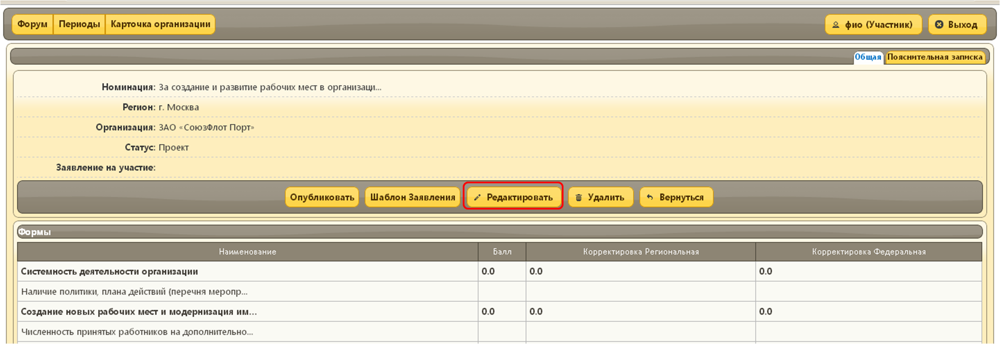 Форум Периоды Карточка организации фио (Участник) Выход
Общая Пояснительная записка
Номинация: За создание и развитие рабочих мест в организаци...
Регион: г. Москва
Организация: ЗАО «СоюзФлот Порт»
Статус: Проект
Заявление на участие:
Опубликовать Шаблон Заявления Редактировать Удалить Вернуться
Формы
Наименование Балл Корректировка Региональная Корректировка Федеральная
Системность деятельности организации 0.0 0.0 0.0
Наличие политики, плана действий (перечня меропр...
Создание новых рабочих мест и модернизация им... 0.0 0.0 0.0
Численность принятых работников на дополнительно...